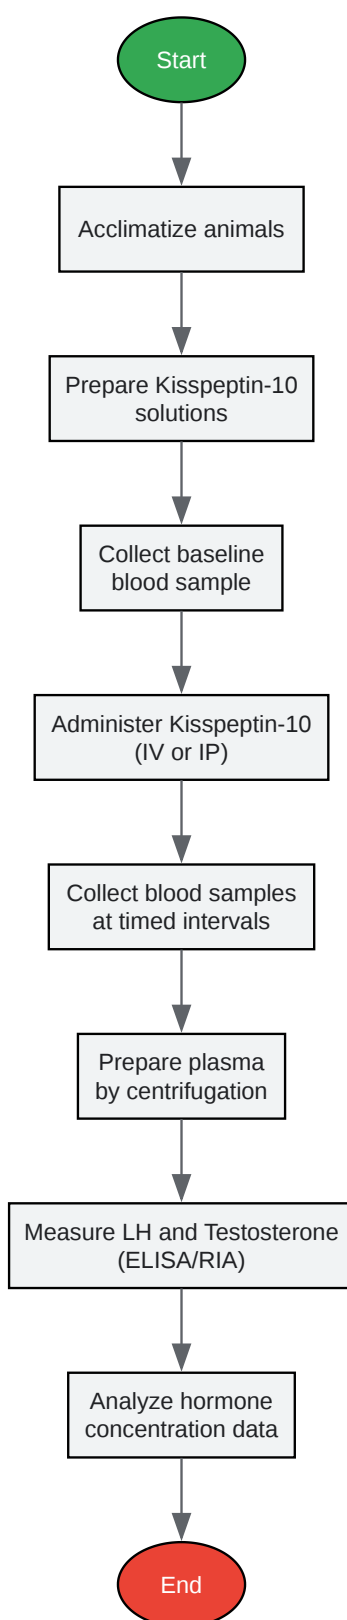 Start
Acclimatize animals
Prepare Kisspeptin-10
solutions
Collect baseline
blood sample
Administer Kisspeptin-10
(IV or IP)
Collect blood samples
at timed intervals
Prepare plasma
by centrifugation
Measure LH and Testosterone
(ELISA/RIA)
Analyze hormone
concentration data
End